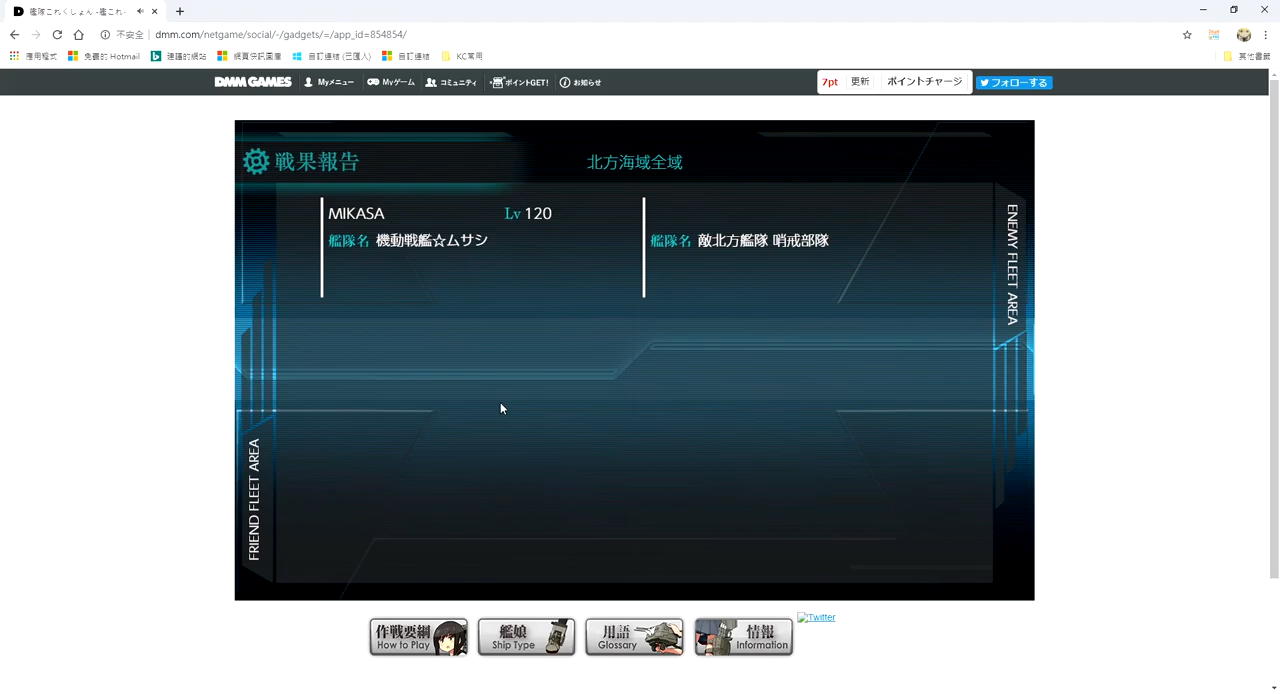 艦隊これくしょん -艦これ-
不安全 dmm.com/netgame/social/-/gadgets/=/app_id=854854/
應用程式 免費的 Hotmail 建議的網站 網頁快訊圖庫 自訂連結 (已匯入) 自訂連結 KC常用 其他書籤
DMM GAMES Myメニュー Myゲーム コミュニティ ポイントGET! お知らせ 7pt 更新 ポイントチャージ フォローする
戦果報告 北方海域全域
MIKASA Lv 120
艦隊名 機動戦艦☆ムサシ 艦隊名 敵北方艦隊 哨戒部隊
ENEMY FLEET AREA
FRIEND FLEET AREA
作戦要綱 艦娘 用語 情報 Twitter
How to Play Ship Type Glossary Information